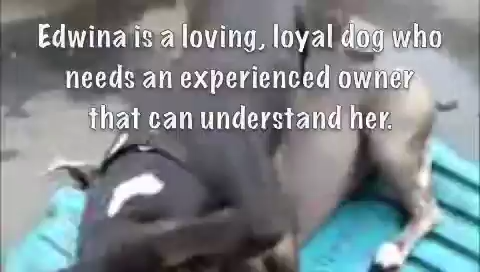 Edwina is a loving, loyal dog who
needs an experienced owner
that can understand her.